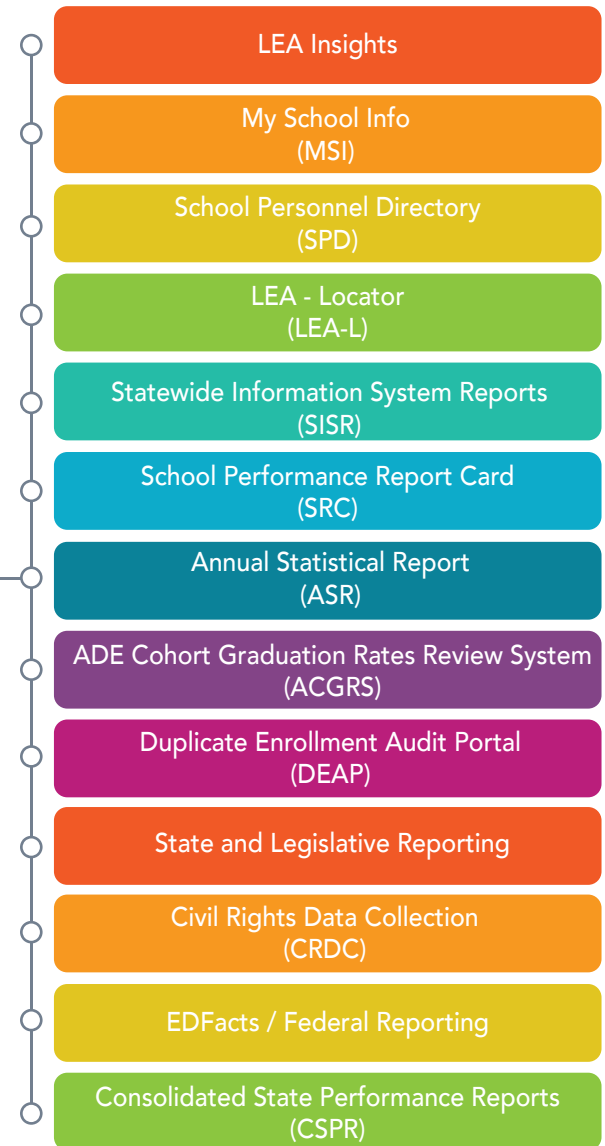 LEA Insights
My School Info
(MSI)
School Personnel Directory
(SPD)
LEA - Locator
(LEA-L)
Statewide Information System Reports
(SISR)
School Performance Report Card
(SRC)
Annual Statistical Report
(ASR)
ADE Cohort Graduation Rates Review System
(ACGRS)
Duplicate Enrollment Audit Portal
(DEAP)
State and Legislative Reporting
Civil Rights Data Collection
(CRDC)
EDFacts / Federal Reporting
Consolidated State Performance Reports
(CSPR)